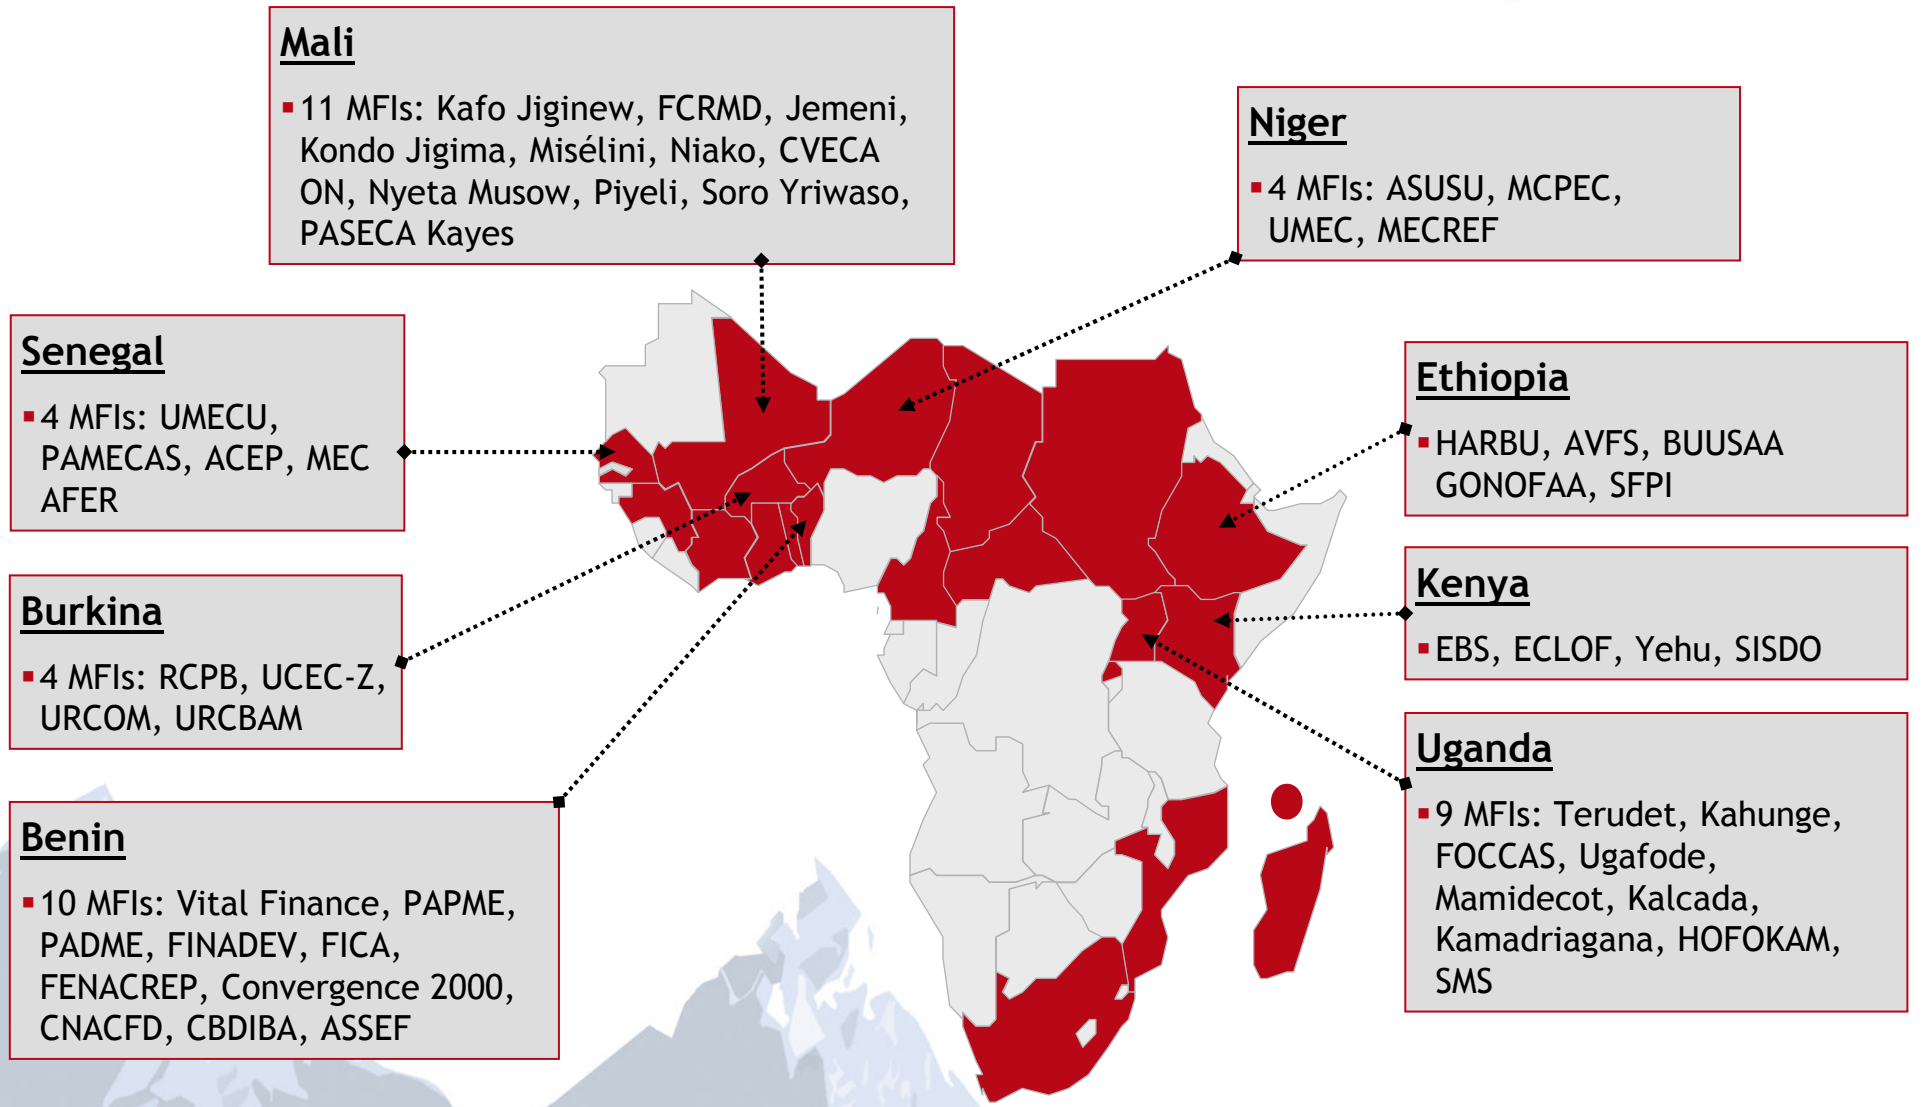 Mali
▪ 11 MFIs: Kafo Jiginew, FCRMD, Jemeni,
Kondo Jigima, Misélini, Niako, CVECA
ON, Nyeta Musow, Piyeli, Soro Yriwaso,
PASECA Kayes
Niger
▪ 4 MFIs: ASUSU, MCPEC,
UMEC, MECREF
Senegal
▪ 4 MFIs: UMECU,
PAMECAS, ACEP, MEC
AFER
Ethiopia
▪ HARBU, AVFS, BUUSAA
GONOFAA, SFPI
Burkina
▪ 4 MFIs: RCPB, UCEC-Z,
URCOM, URCBAM
Kenya
▪ EBS, ECLOF, Yehu, SISDO
Benin
▪ 10 MFIs: Vital Finance, PAPME,
PADME, FINADEV, FICA,
FENACREP, Convergence 2000,
CNACFD, CBDIBA, ASSEF
Uganda
▪ 9 MFIs: Terudet, Kahunge,
FOCCAS, Ugafode,
Mamidecot, Kalcada,
Kamadriagana, HOFOKAM,
SMS